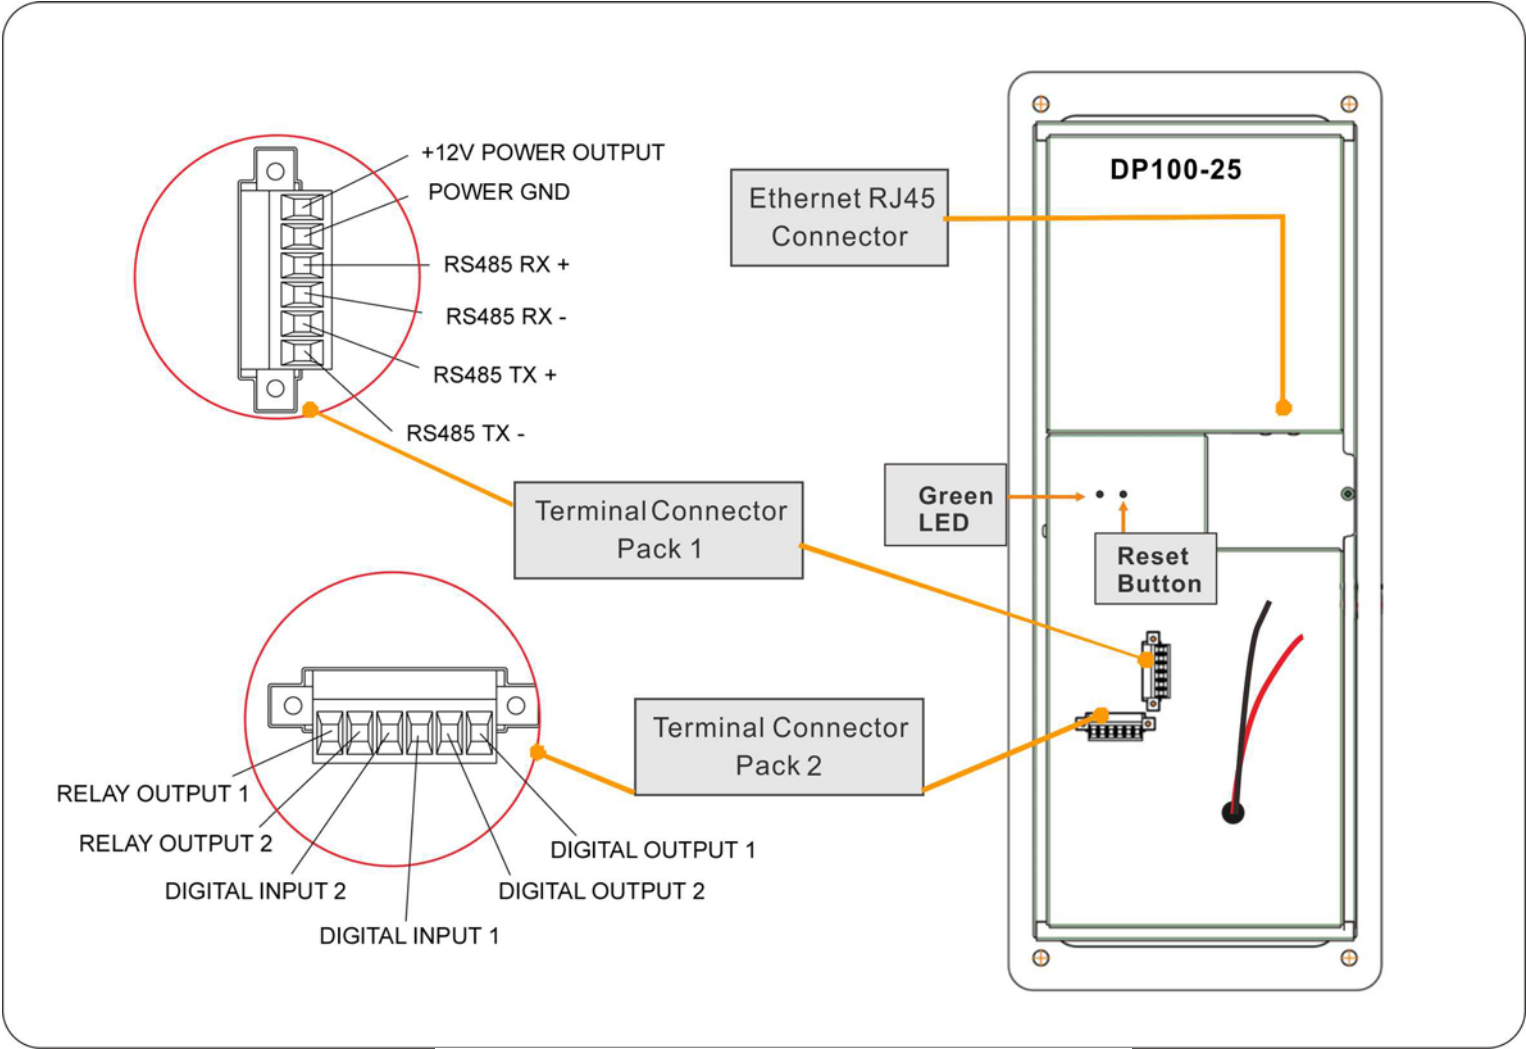 +12V POWER OUTPUT
POWER GND
RS485 RX +
RS485 RX -
RS485 TX +
RS485 TX -
Terminal Connector
Pack 1
RELAY OUTPUT 1
RELAY OUTPUT 2
DIGITAL INPUT 2
DIGITAL INPUT 1
DIGITAL OUTPUT 1
DIGITAL OUTPUT 2
Terminal Connector
Pack 2
Ethernet RJ45
Connector
DP100-25
Green
LED
Reset
Button